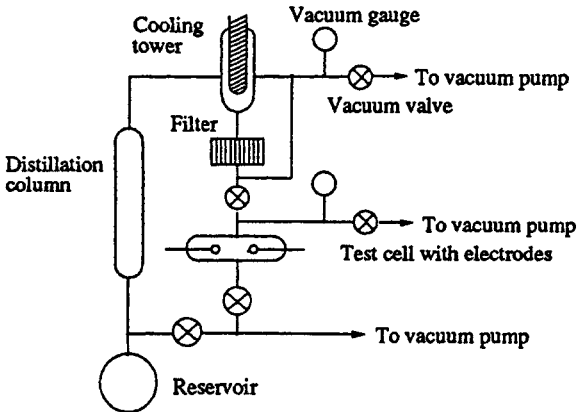 Vacuum gauge
Cooling
tower
To vacuum pump
Vacuum valve
Filter
Distillation
column
To vacuum pump
Test cell with electrodes
To vacuum pump
Reservoir